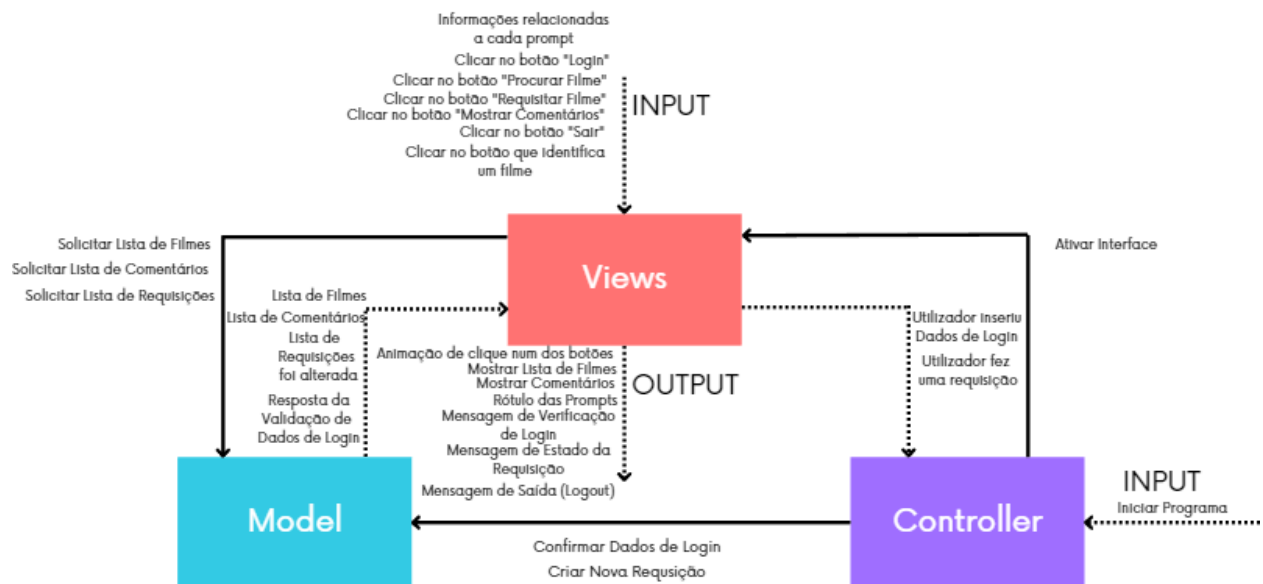 Informações relacionadas
a cada prompt
Clicar no botão "Login"
Clicar no botão "Procurar Filme"
Clicar no botão "Requisitar Filme"
Clicar no botão "Mostrar Comentários"
Clicar no botão "Sair"
Clicar no botão que identifica
um filme
INPUT
Views
Solicitar Lista de Filmes
Solicitar Lista de Comentários
Solicitar Lista de Requisições
Lista de Filmes
Lista de Comentários
Lista de
Requisições
foi alterada
Resposta da
Validação de
Dados de Login
Animação de clique num dos botões
Mostrar Lista de Filmes
Mostrar Comentários
Rótulo das Prompts
Mensagem de Verificação
de Login
Mensagem de Estado da
Requisição
Mensagem de Saída (Logout)
OUTPUT
Utilizador inseriu
Dados de Login
Utilizador fez
uma requisição
Ativar Interface
Model
Controller
INPUT
Iniciar Programa
Confirmar Dados de Login
Criar Nova Requsição